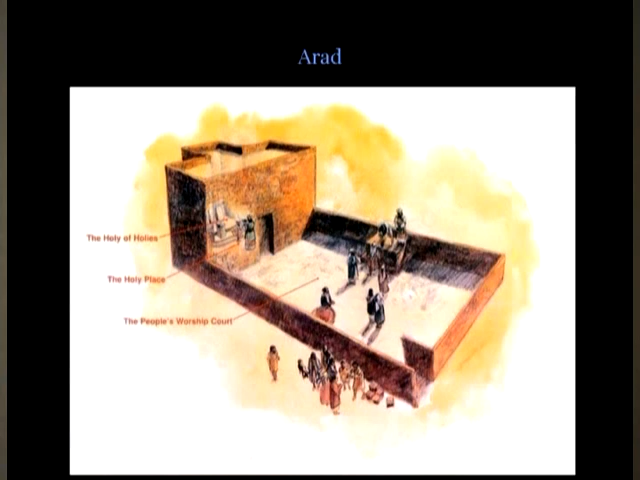 Arad
The Holy of Holies
The Holy Place
The People's Worship Court